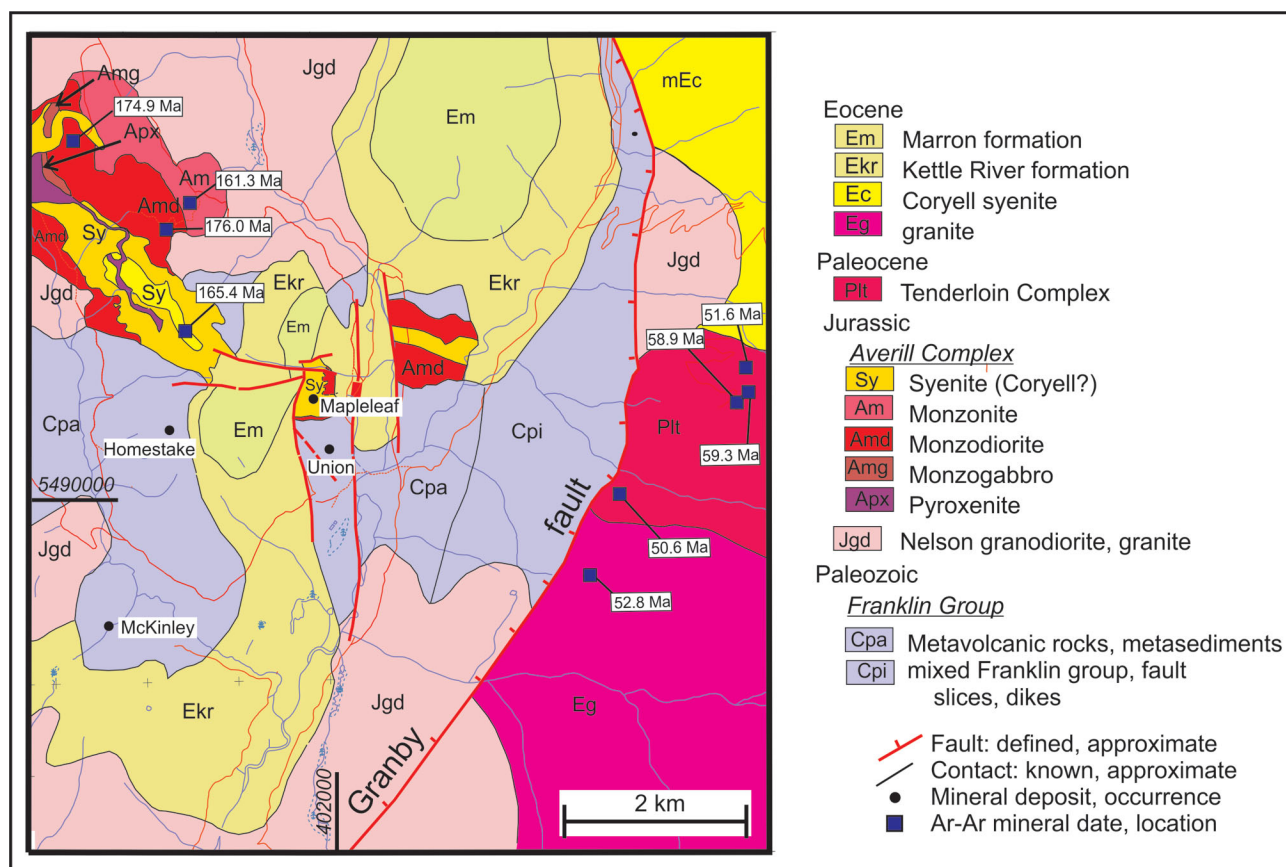 Amg
174.9 Ma
Apx
Jgd
Em
mEc
Am
161.3 Ma
Amd
176.0 Ma
Sy
Amd
Jgd
Sy
165.4 Ma
Ekr
Em
Ekr
Jgd
51.6 Ma
58.9 Ma
Sy
Amd
Mapleleaf
Cpa
Homestake
Em
Union
Cpi
Plt
59.3 Ma
5490000
Cpa
fault
50.6 Ma
Jgd
52.8 Ma
McKinley
Ekr
Jgd
Eg
Granby
402000
2 km
Eocene
Em Marron formation
Ekr Kettle River formation
Ec Coryell syenite
Eg granite
Paleocene
Plt Tenderloin Complex
Jurassic
Averill Complex
Sy Syenite (Coryell?)
Am Monzonite
Amd Monzodiorite
Amg Monzogabbro
Apx Pyroxenite
Jgd Nelson granodiorite, granite
Paleozoic
Franklin Group
Cpa Metavolcanic rocks, metasediments
Cpi mixed Franklin group, fault
slices, dikes
Fault: defined, approximate
Contact: known, approximate
Mineral deposit, occurrence
Ar-Ar mineral date, location